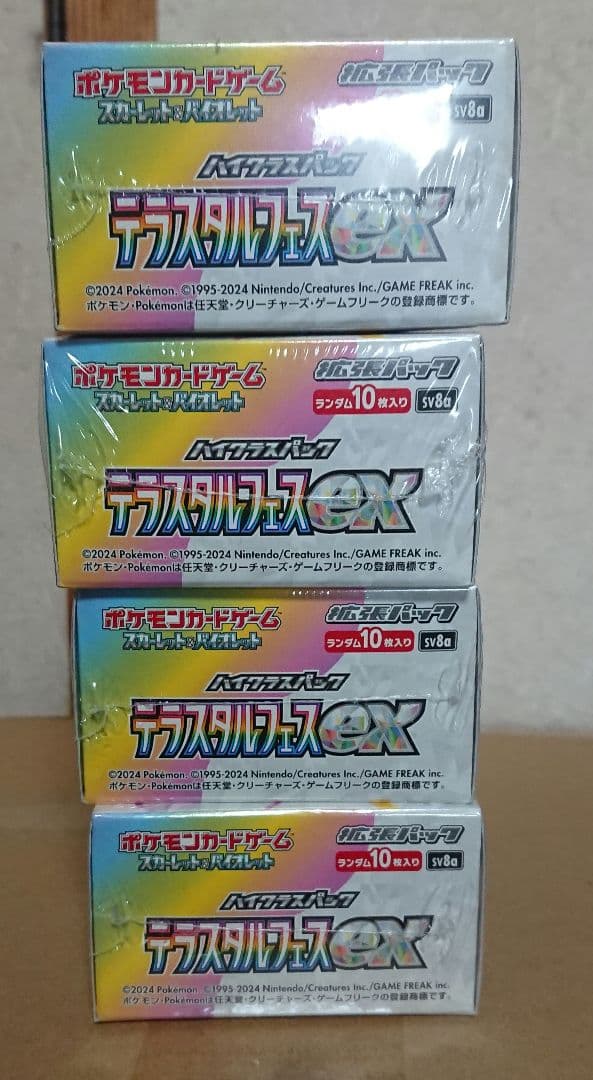 ポケモンカードゲーム
拡張パック
スカーレット&バイオレット
sv8a
ハイクラスパック
テラスタルフェスex
©2024 Pokémon. ©1995-2024 Nintendo/Creatures Inc./GAME FREAK inc.
ポケモン・Pokémonは任天堂・クリーチャーズ・ゲームフリークの登録商標です。
ポケモンカードゲーム
拡張パック
スカーレット&バイオレット
ランダム10枚入り
sv8a
ハイクラスパック
テラスタルフェスex
©2024 Pokémon. ©1995-2024 Nintendo/Creatures Inc./GAME FREAK inc.
ポケモン・Pokémonは任天堂・クリーチャーズ・ゲームフリークの登録商標です。
ポケモンカードゲーム
拡張パック
スカーレット&バイオレット
ランダム10枚入り
sv8a
ハイクラスパック
テラスタルフェスex
©2024 Pokémon. ©1995-2024 Nintendo/Creatures Inc./GAME FREAK inc.
ポケモン・Pokémonは任天堂・クリーチャーズ・ゲームフリークの登録商標です。
ポケモンカードゲーム
拡張パック
スカーレット&バイオレット
ランダム10枚入り
sv8a
ハイクラスパック
テラスタルフェスex
©2024 Pokémon. ©1995-2024 Nintendo/Creatures Inc./GAME FREAK inc.
ポケモン・Pokémonは任天堂・クリーチャーズ・ゲームフリークの登録商標です。